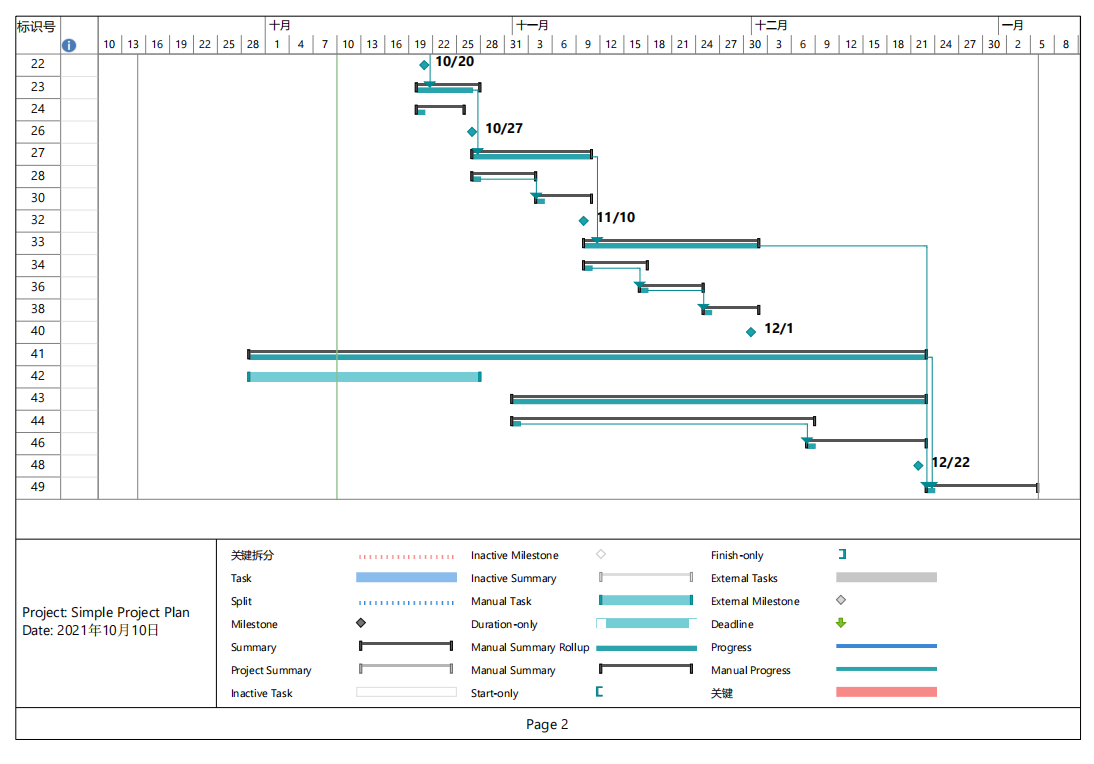 标识号 十月 十一月 十二月 一月
10 13 16 19 22 25 28 1 4 7 10 13 16 19 22 25 28 31 3 6 9 12 15 18 21 24 27 30 3 6 9 12 15 18 21 24 27 30 2 5 8
22 10/20
23
24
26 10/27
27
28
30
32 11/10
33
34
36
38
40 12/1
41
42
43
44
46
48 12/22
49
关键拆分 Inactive Milestone Finish-only
Task Inactive Summary External Tasks
Split Manual Task External Milestone
Milestone Duration-only Deadline
Summary Manual Summary Rollup Progress
Project Summary Manual Summary Manual Progress
Inactive Task Start-only 关键
Project: Simple Project Plan
Date: 2021年10月10日
Page 2